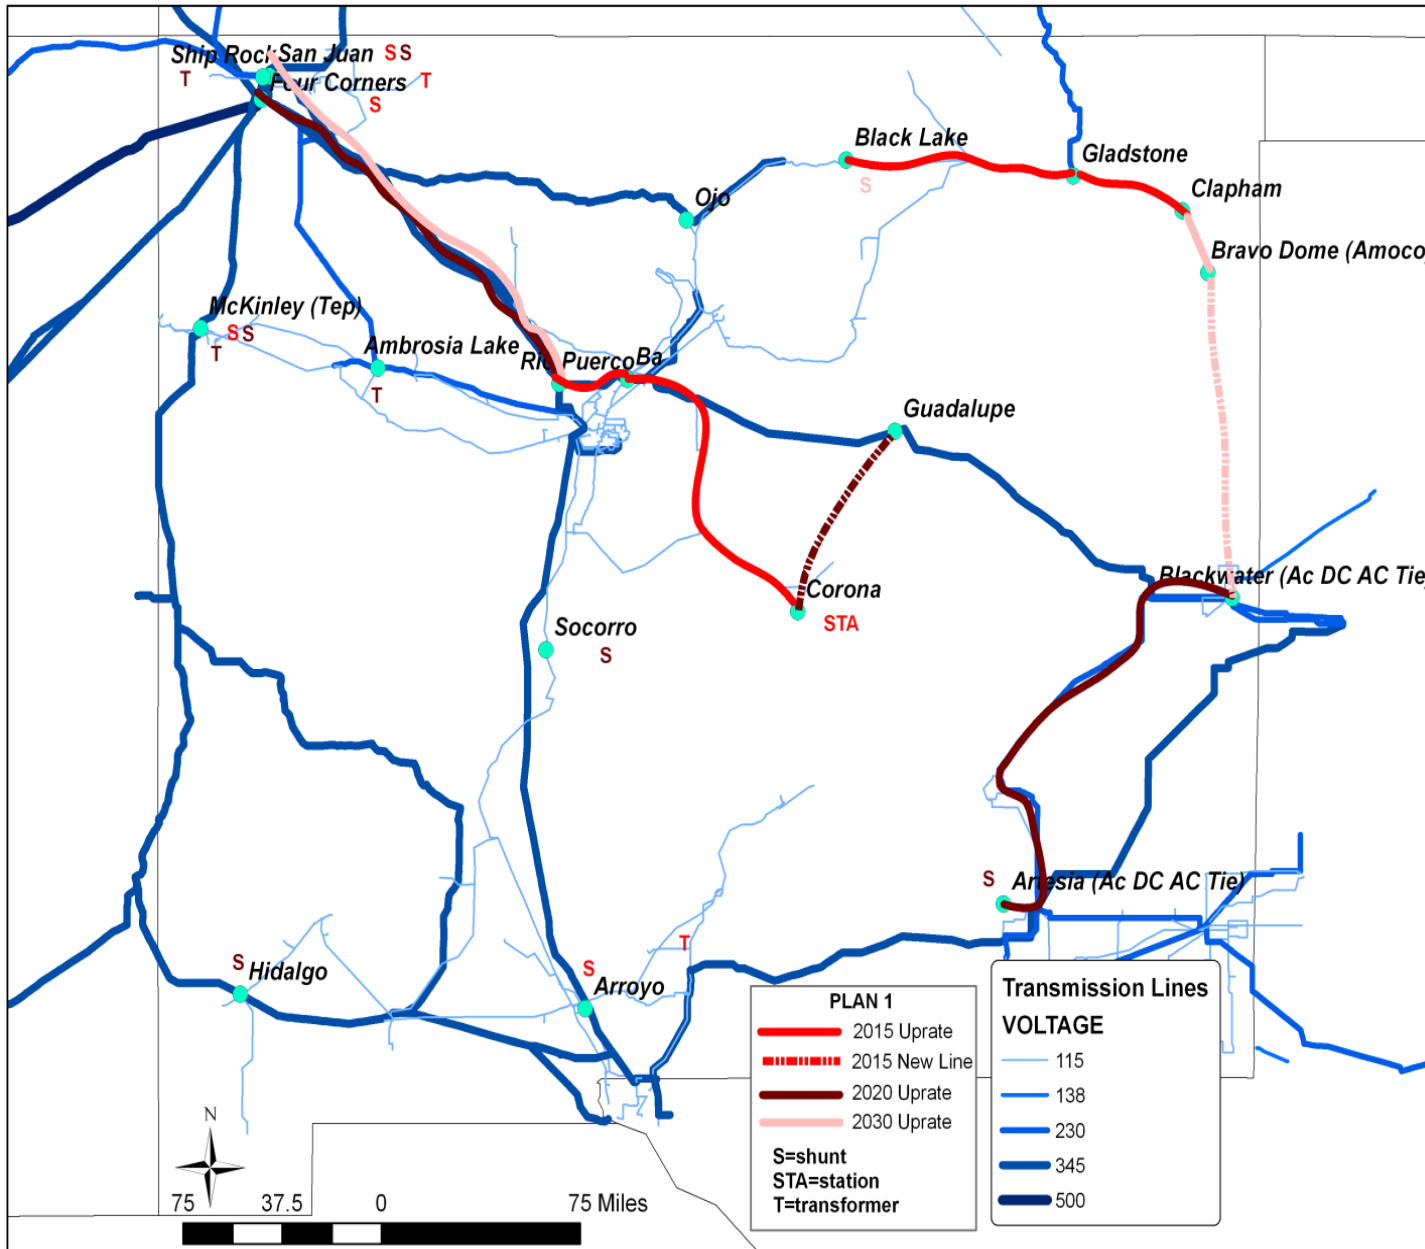 Ship Rock San Juan S S
T Four Corners T
S
Black Lake
Gladstone
S
Clapham
Ojo
Bravo Dome (Amoco
McKinley (Tep)
S S
T
Ambrosia Lake
T
Rio Puerco Ba
Guadalupe
Blackwater (Ac DC AC Tie
Corona
STA
Socorro
S
S Artesia (Ac DC AC Tie)
T
S Hidalgo
S
Arroyo
PLAN 1
2015 Uprate
2015 New Line
2020 Uprate
2030 Uprate
S=shunt
STA=station
T=transformer
Transmission Lines
VOLTAGE
115
138
230
345
500
N
75 37.5 0 75 Miles